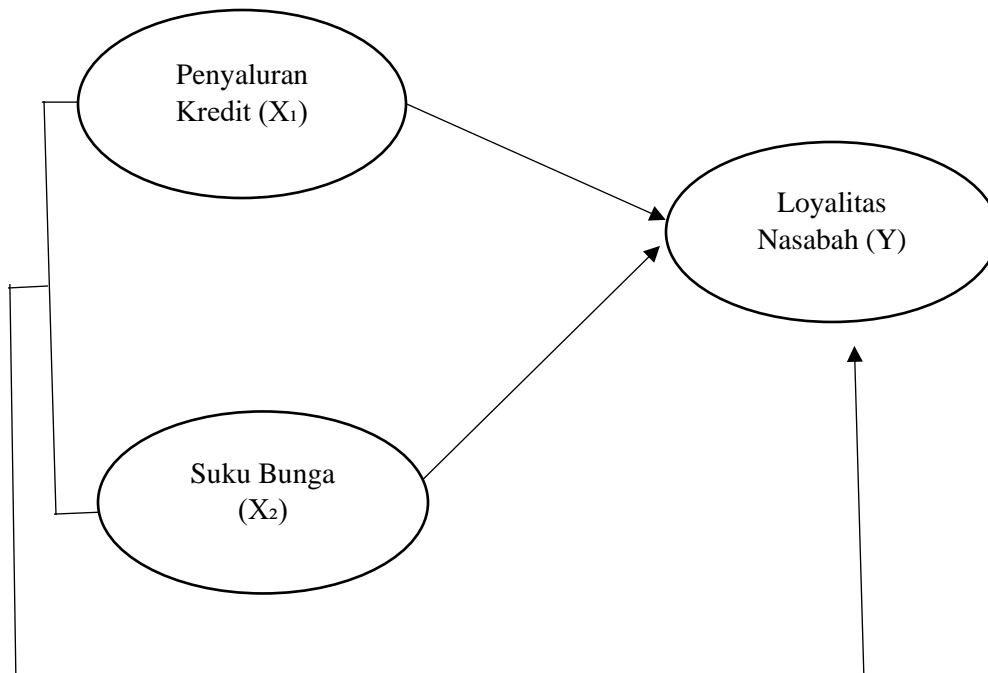 Penyaluran
Kredit (X₁)
Loyalitas
Nasabah (Y)
Suku Bunga
(X₂)